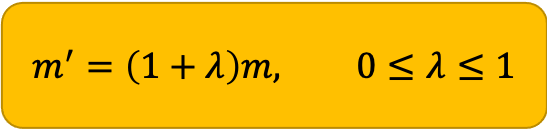 m′ = (1 + λ)m, 0 ≤ λ ≤ 1